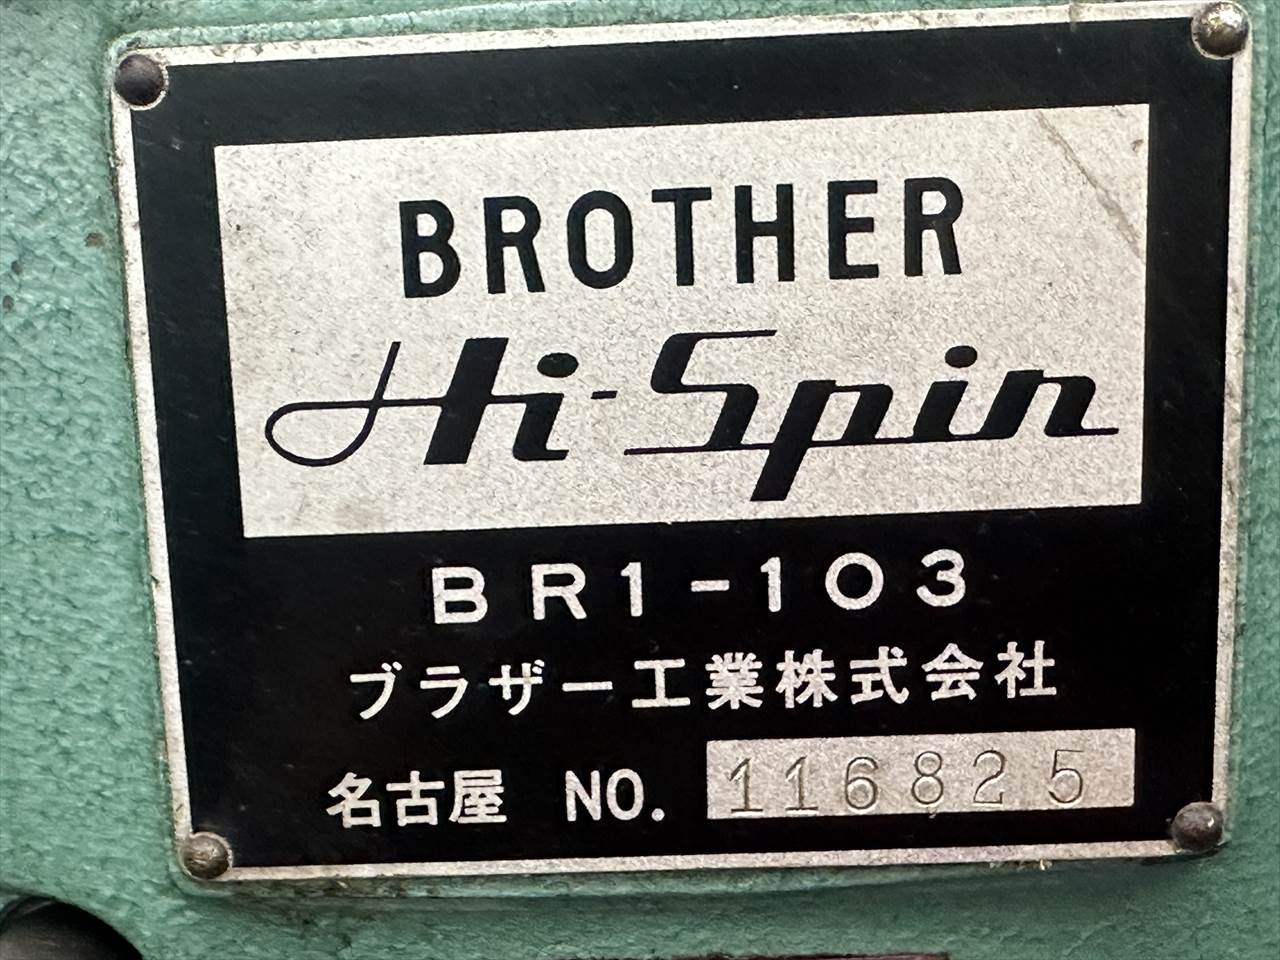 BROTHER
Hi-Spin
BR1-103
ブラザー工業株式会社
名古屋 NO. 116825